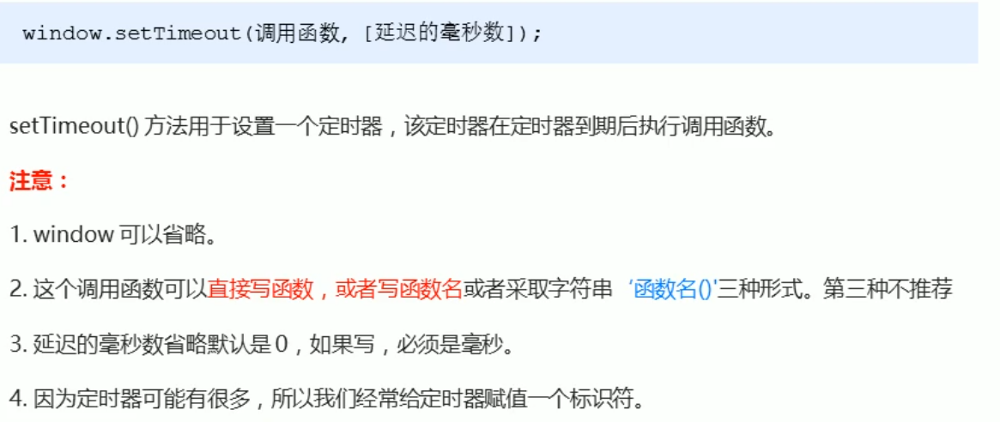 window.setTimeout(调用函数, [延迟的毫秒数]);
setTimeout() 方法用于设置一个定时器，该定时器在定时器到期后执行调用函数。
注意：
1. window 可以省略。
2. 这个调用函数可以直接写函数，或者写函数名或者采取字符串‘函数名()'三种形式。第三种不推荐
3. 延迟的毫秒数省略默认是 0，如果写，必须是毫秒。
4. 因为定时器可能有很多，所以我们经常给定时器赋值一个标识符。